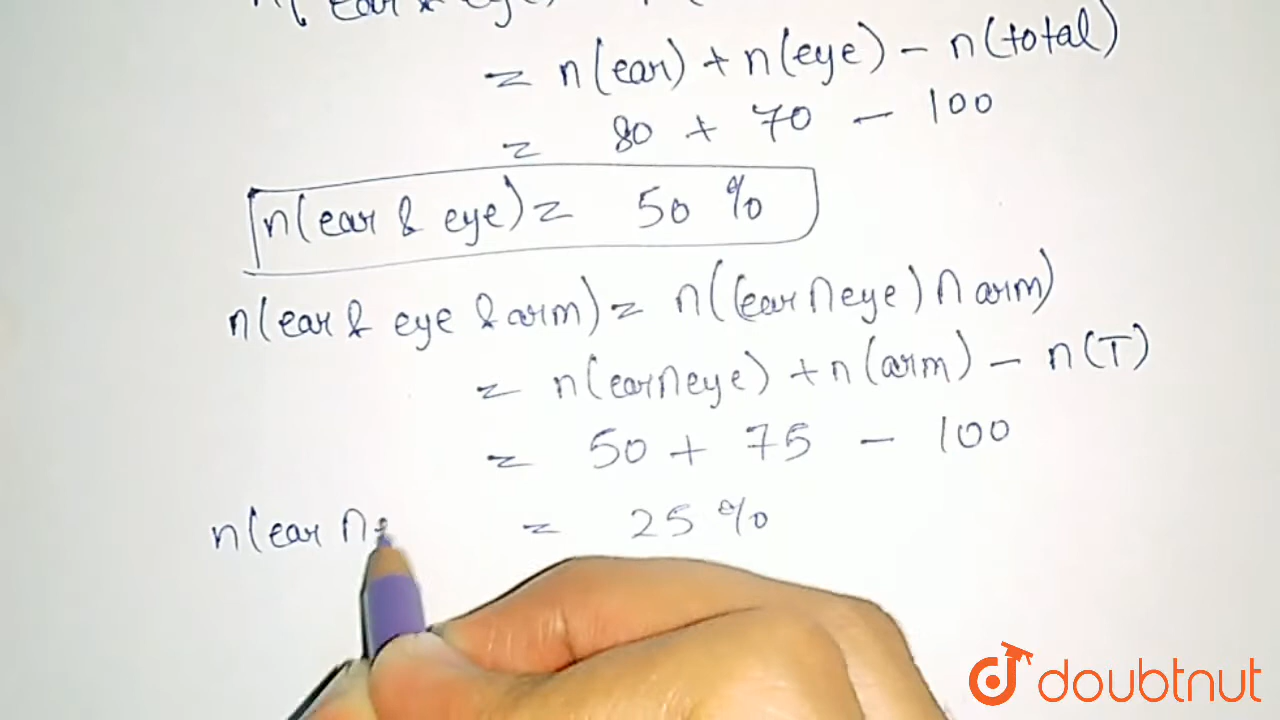 = n(ear) + n(eye) - n(total)
= 80 + 70 - 100
n(ear & eye) = 50 %
n(ear & eye & arm) = n((ear ∩ eye) ∩ arm)
= n(ear ∩ eye) + n(arm) - n(T)
= 50 + 75 - 100
n(ear ∩ = 25 %
doubtnut